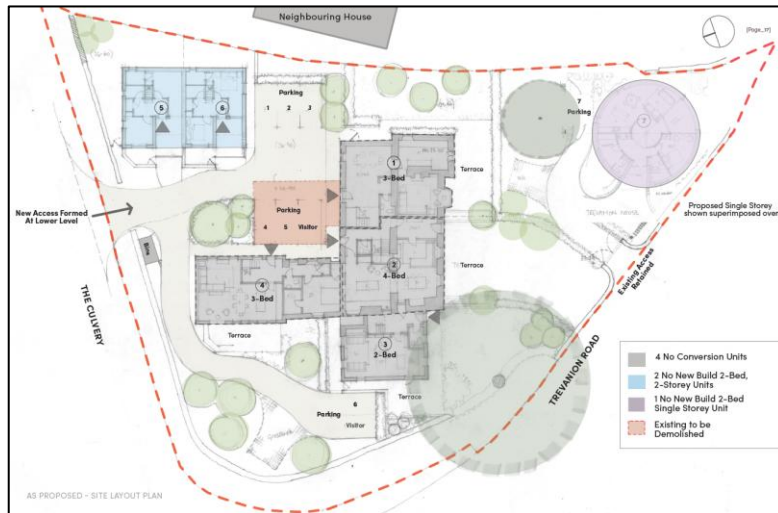 Neighbouring House
[Page_17]
5
6
Parking
1 2 3
7
Parking
7
1
3-Bed
Terrace
New Access Formed
At Lower Level
Parking
4 5 Visitor
TREVANION HOUSE
Proposed Single Storey
shown superimposed over
Existing Access
Retained
Bins
4
3-Bed
2
4-Bed
Terrace
THE CULVERY
Terrace
3
2-Bed
TREVANION ROAD
Terrace
6
Parking
Visitor
4 No Conversion Units
2 No New Build 2-Bed,
2-Storey Units
1 No New Build 2-Bed
Single Storey Unit
Existing to be
Demolished
AS PROPOSED - SITE LAYOUT PLAN